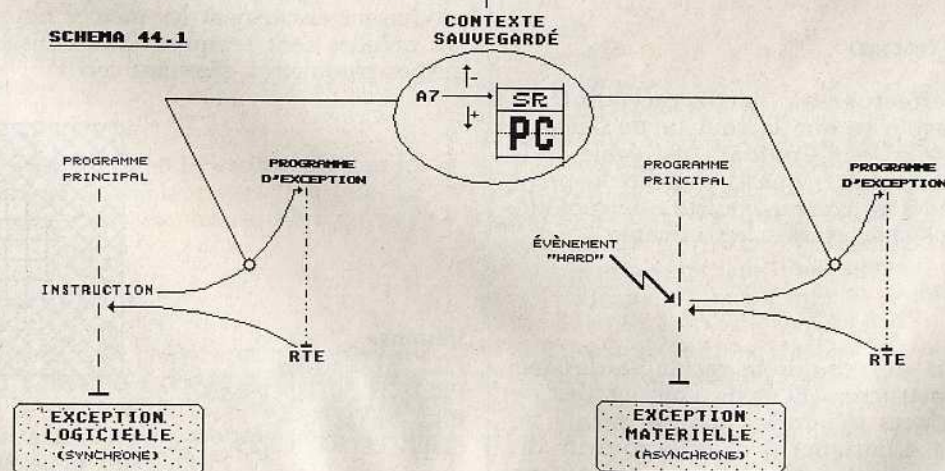 SCHEMA 44.1
CONTEXTE
SAUVEGARDÉ
A7
-
+
SR
PC
PROGRAMME
PRINCIPAL
PROGRAMME
D'EXCEPTION
INSTRUCTION
RTE
EXCEPTION
LOGICIELLE
(SYNCHRONE)
PROGRAMME
PRINCIPAL
PROGRAMME
D'EXCEPTION
ÉVÈNEMENT
"HARD"
RTE
EXCEPTION
MATERIELLE
(ASYNCHRONE)